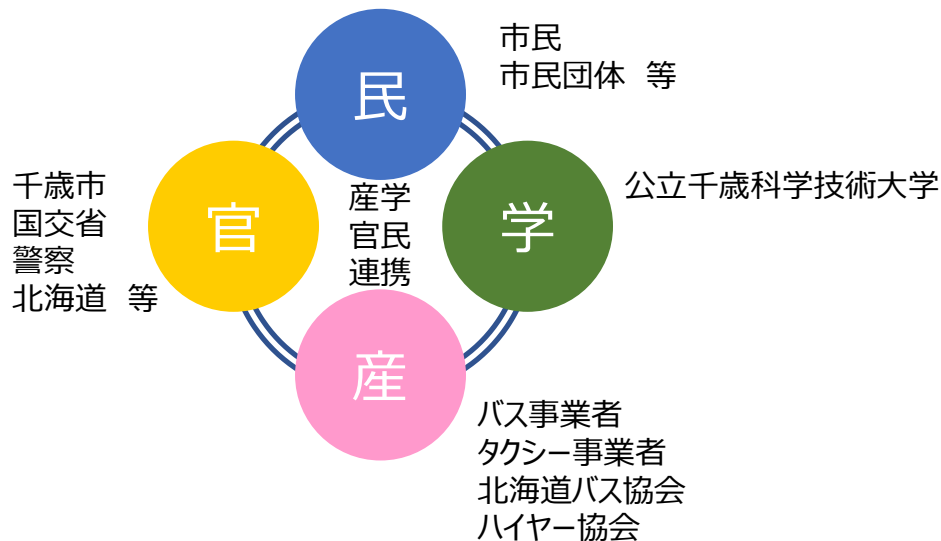 市民
市民団体 等
民
千歳市
国交省
警察
北海道 等
官
産学
官民
連携
学
公立千歳科学技術大学
産
バス事業者
タクシー事業者
北海道バス協会
ハイヤー協会